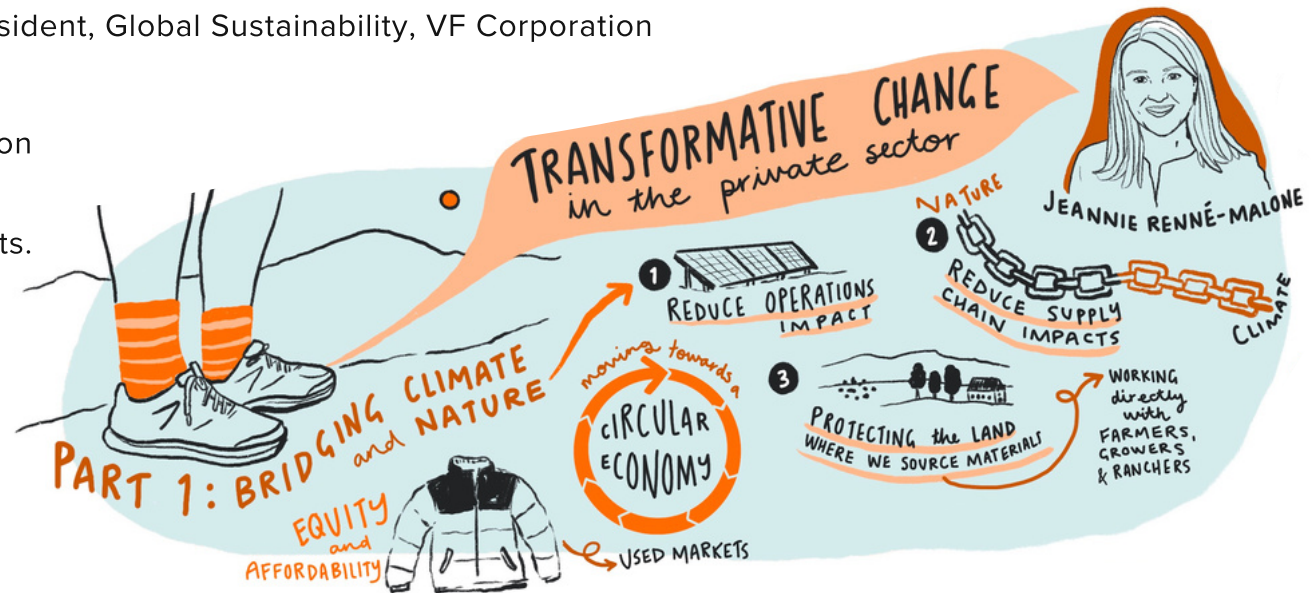 sident, Global Sustainability, VF Corporation
on
ts.
TRANSFORMATIVE CHANGE
in the private sector
JEANNIE RENNÉ-MALONE
PART 1: BRIDGING CLIMATE
and NATURE
1
REDUCE OPERATIONS
IMPACT
NATURE
2
REDUCE SUPPLY
CHAIN IMPACTS
CLIMATE
moving towards a
CIRCULAR
ECONOMY
3
PROTECTING the LAND
WHERE WE SOURCE MATERIALS
WORKING
directly
with
FARMERS,
GROWERS
& RANCHERS
EQUITY
and
AFFORDABILITY
USED MARKETS